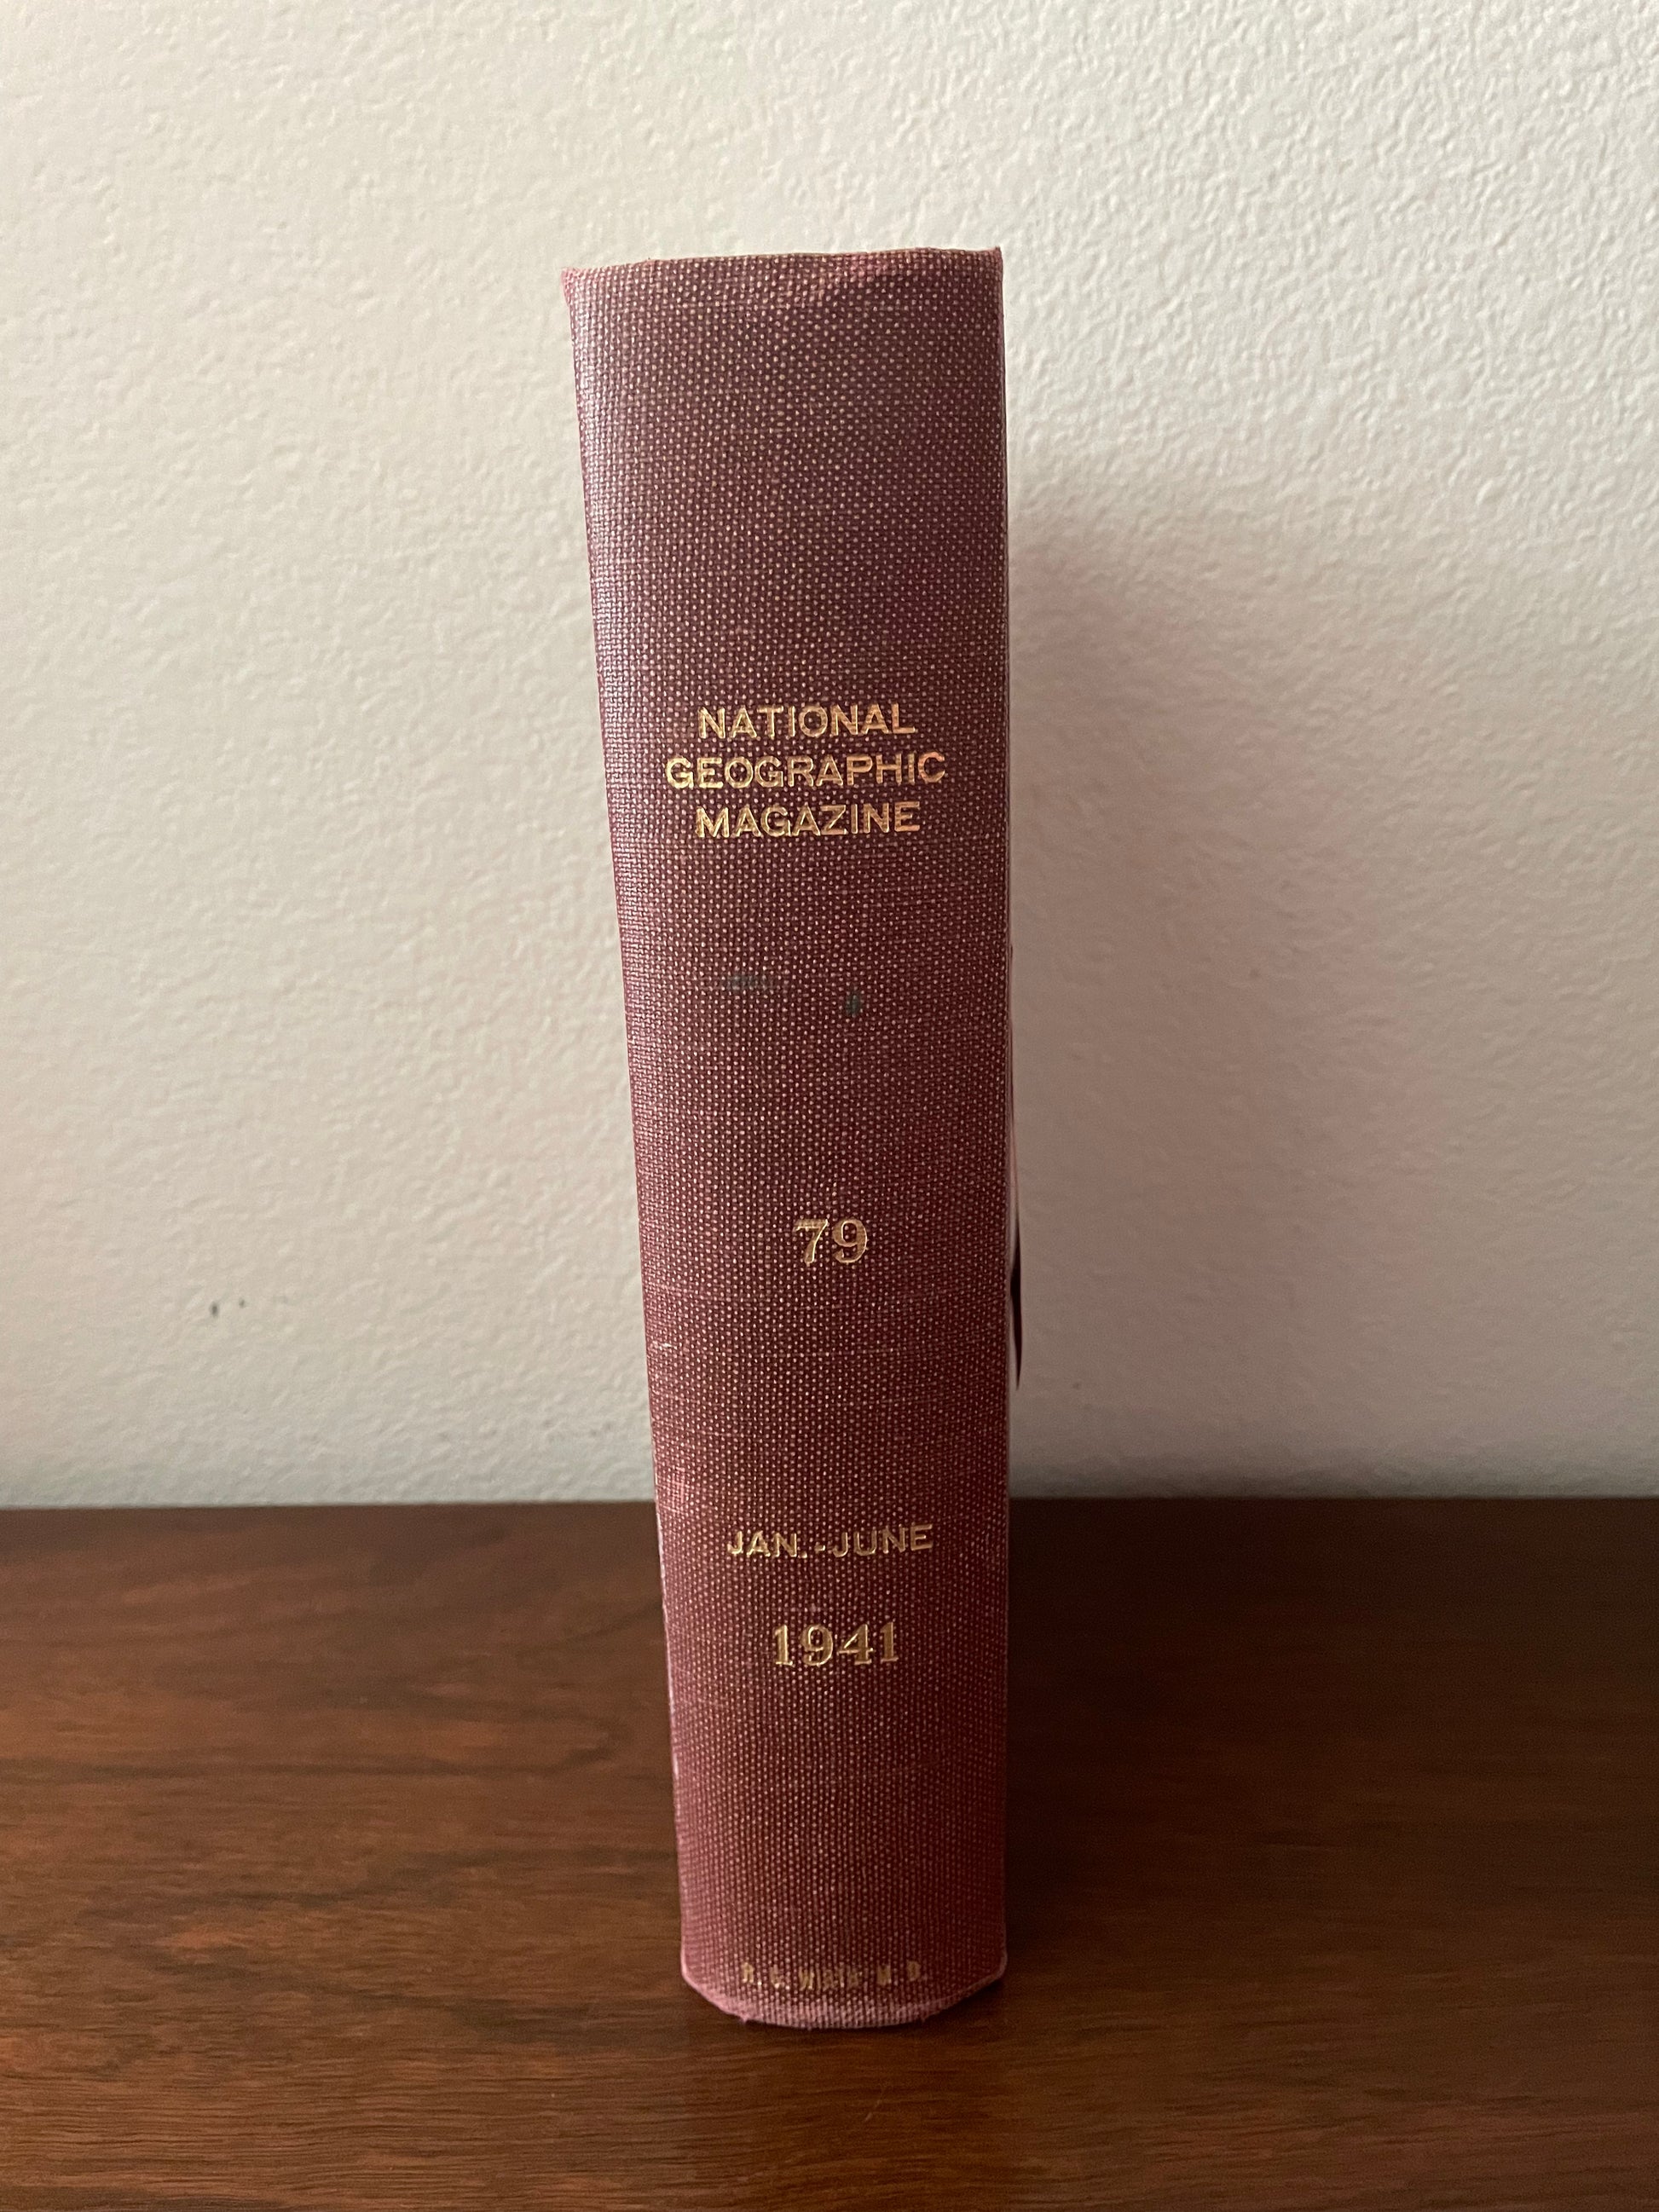 NATIONAL
GEOGRAPHIC
MAGAZINE
79
JAN.-JUNE
1941
M. D.